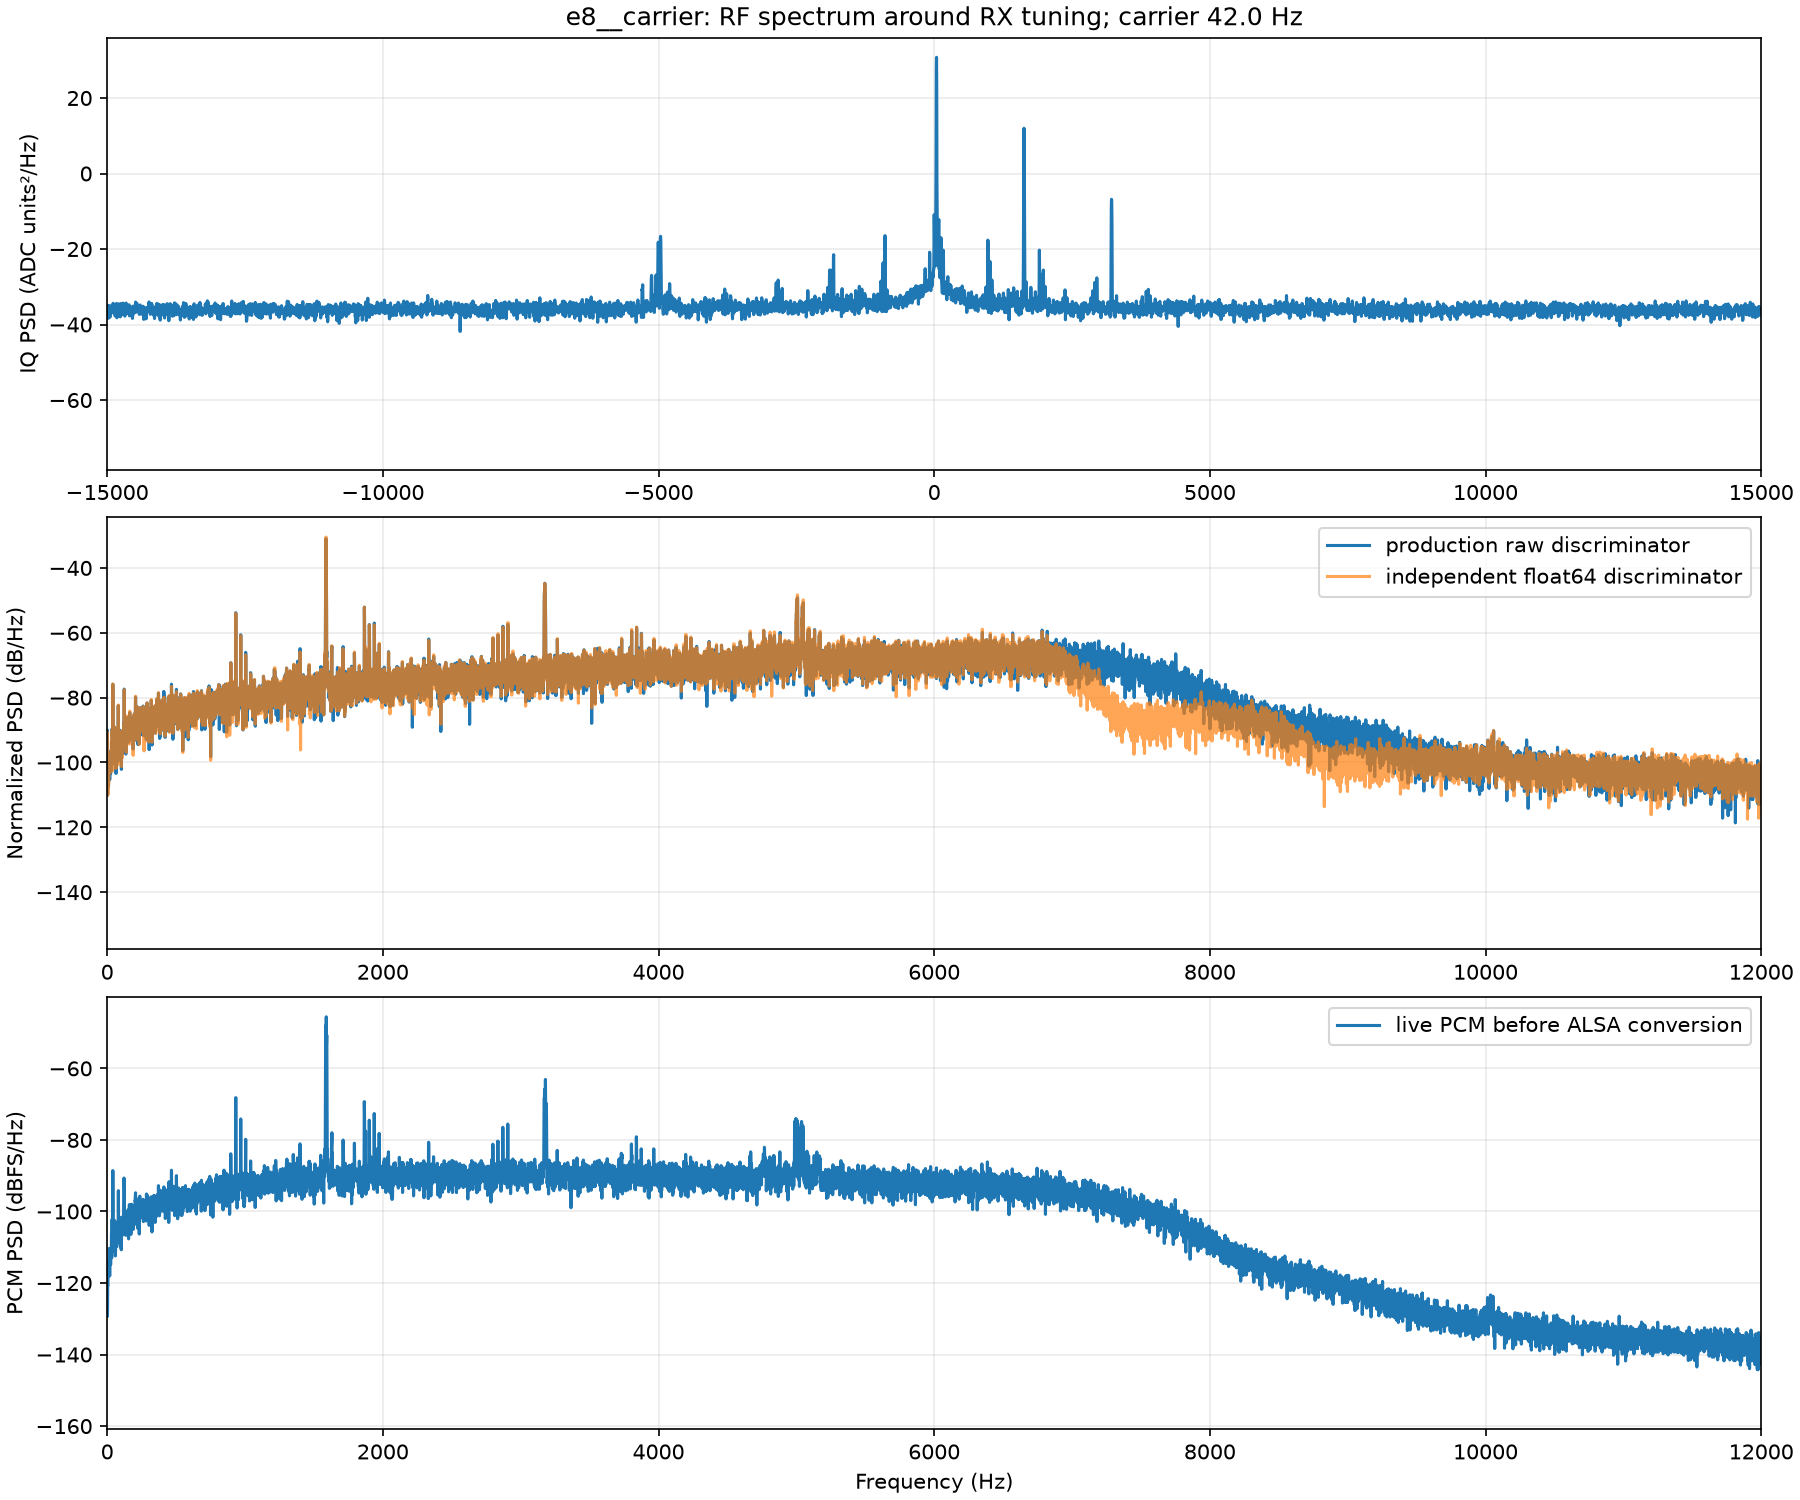 e8__carrier: RF spectrum around RX tuning; carrier 42.0 Hz
IQ PSD (ADC units²/Hz)
20
0
−20
−40
−60
−15000 −10000 −5000 0 5000 10000 15000
Normalized PSD (dB/Hz)
production raw discriminator
independent float64 discriminator
−40
−60
−80
−100
−120
−140
0 2000 4000 6000 8000 10000 12000
PCM PSD (dBFS/Hz)
live PCM before ALSA conversion
−60
−80
−100
−120
−140
−160
0 2000 4000 6000 8000 10000 12000
Frequency (Hz)